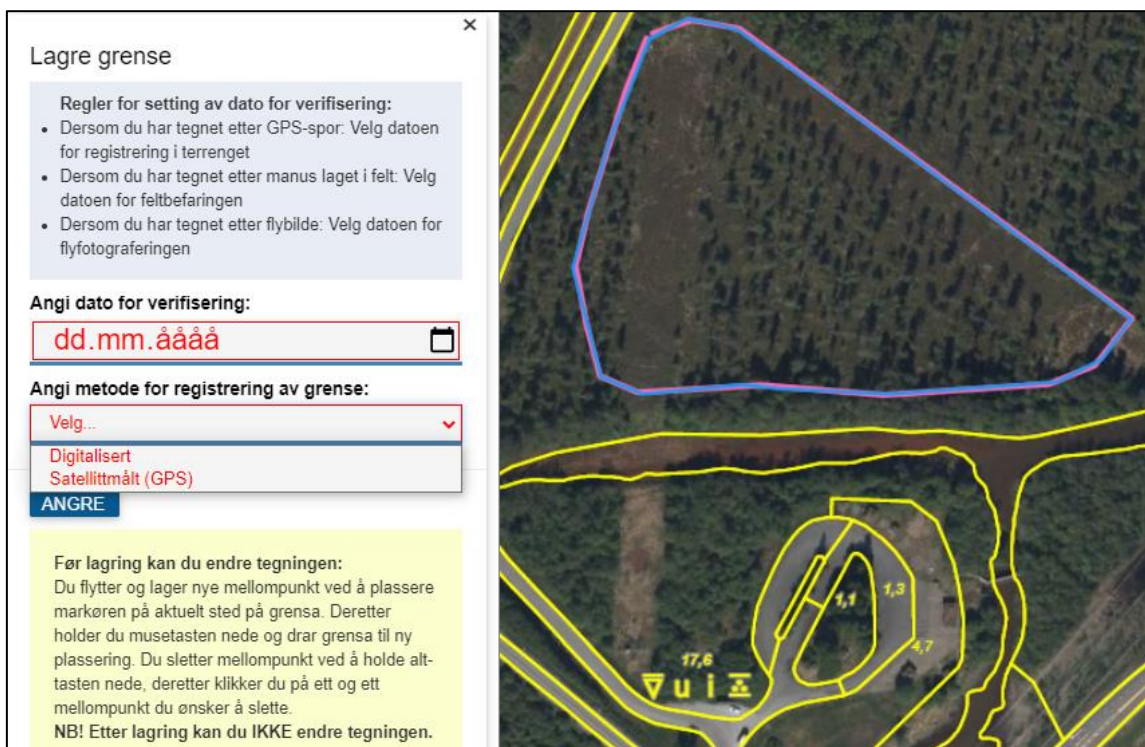 ×
Lagre grense
Regler for setting av dato for verifisering:
• Dersom du har tegnet etter GPS-spor: Velg datoen
for registrering i terrenget
• Dersom du har tegnet etter manus laget i felt: Velg
datoen for feltbefaringen
• Dersom du har tegnet etter flybilde: Velg datoen for
flyfotograferingen
Angi dato for verifisering:
dd.mm.åååå
Angi metode for registrering av grense:
Velg...
Digitalisert
Satellittmålt (GPS)
ANGRE
Før lagring kan du endre tegningen:
Du flytter og lager nye mellompunkt ved å plassere
markøren på aktuelt sted på grensa. Deretter
holder du musetasten nede og drar grensa til ny
plassering. Du sletter mellompunkt ved å holde alt-
tasten nede, deretter klikker du på ett og ett
mellompunkt du ønsker å slette.
NB! Etter lagring kan du IKKE endre tegningen.
1,3
1,1
4,7
17,6
u i